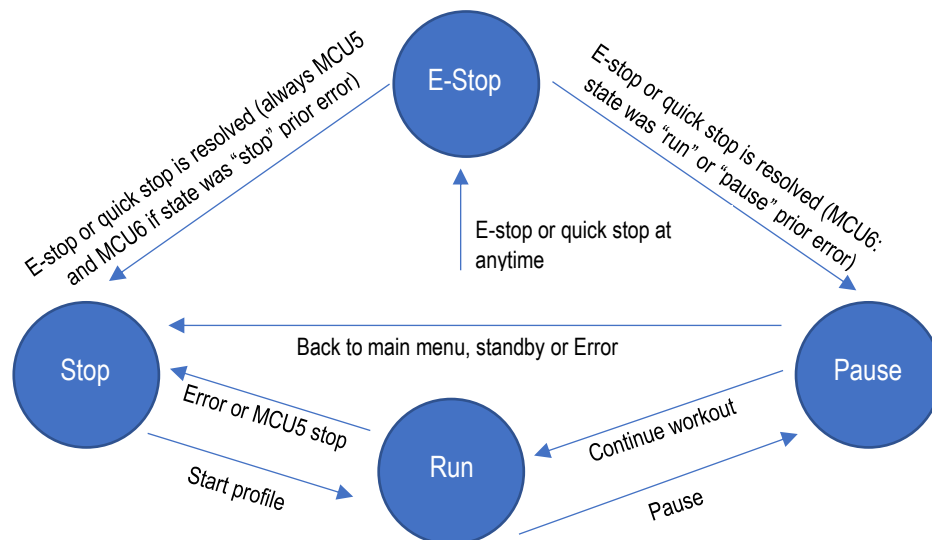 E-Stop
E-stop or quick stop is resolved (always MCU5
and MCU6 if state was “stop” prior error)
E-stop or quick stop is resolved (MCU6:
state was “run” or “pause” prior error)
E-stop or quick stop at
anytime
Back to main menu, standby or Error
Stop
Pause
Error or MCU5 stop
Continue workout
Run
Start profile
Pause